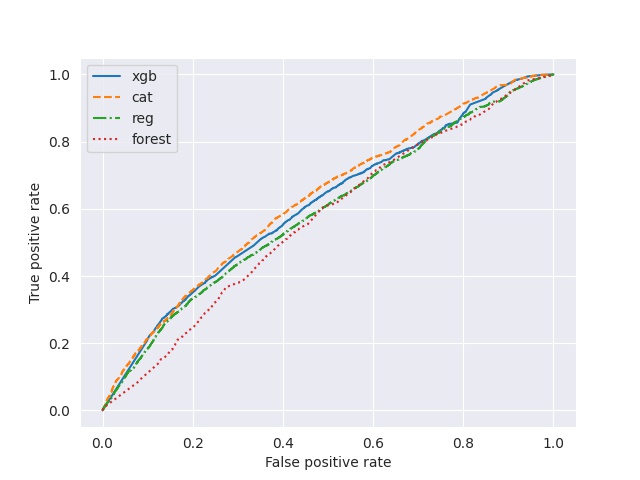 xgb
cat
reg
forest
1.0
0.8
0.6
0.4
0.2
0.0
True positive rate
0.0 0.2 0.4 0.6 0.8 1.0
False positive rate